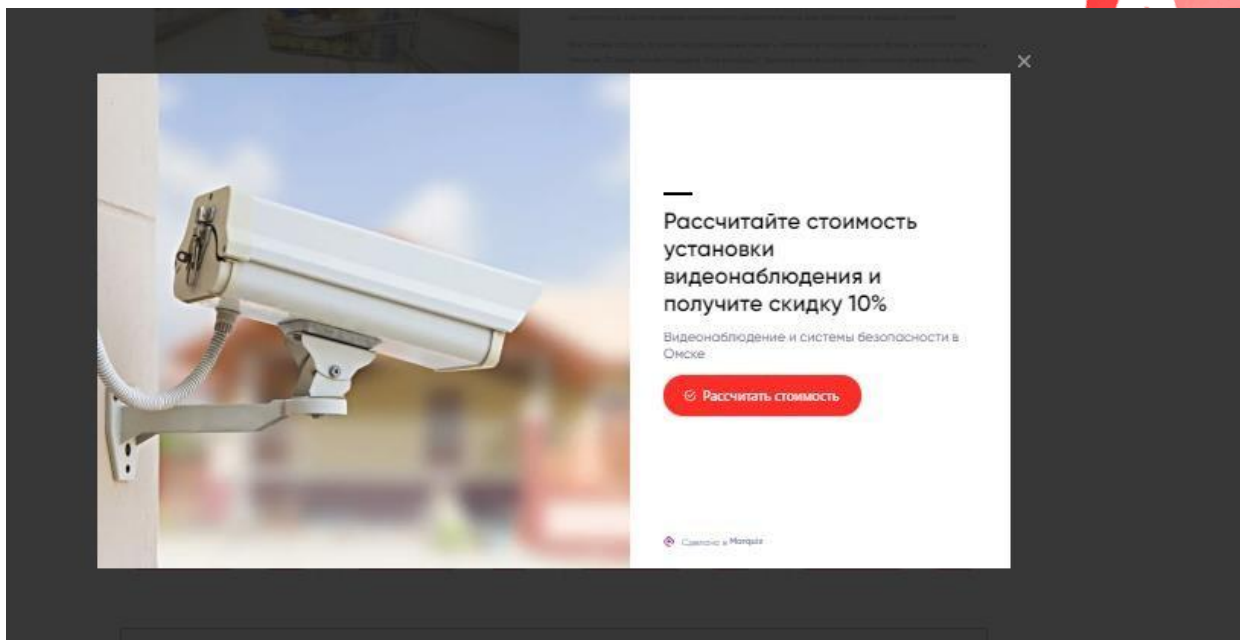 Рассчитайте стоимость
установки
видеонаблюдения и
получите скидку 10%
Видеонаблюдение и системы безопасности в
Омске
Рассчитать стоимость
Сделано в Marquiz